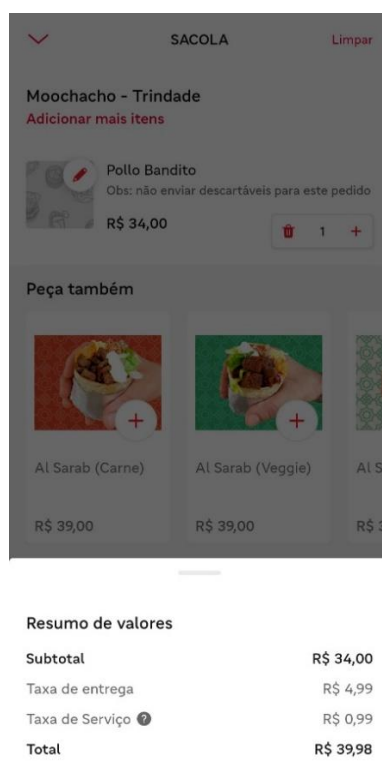 SACOLA Limpar
Moochacho - Trindade
Adicionar mais itens
Pollo Bandito
Obs: não enviar descartáveis para este pedido
R$ 34,00
1 +
Peça também
+ +
Al Sarab (Carne) Al Sarab (Veggie) Al S
R$ 39,00 R$ 39,00 R$
Resumo de valores
Subtotal R$ 34,00
Taxa de entrega R$ 4,99
Taxa de Serviço ? R$ 0,99
Total R$ 39,98